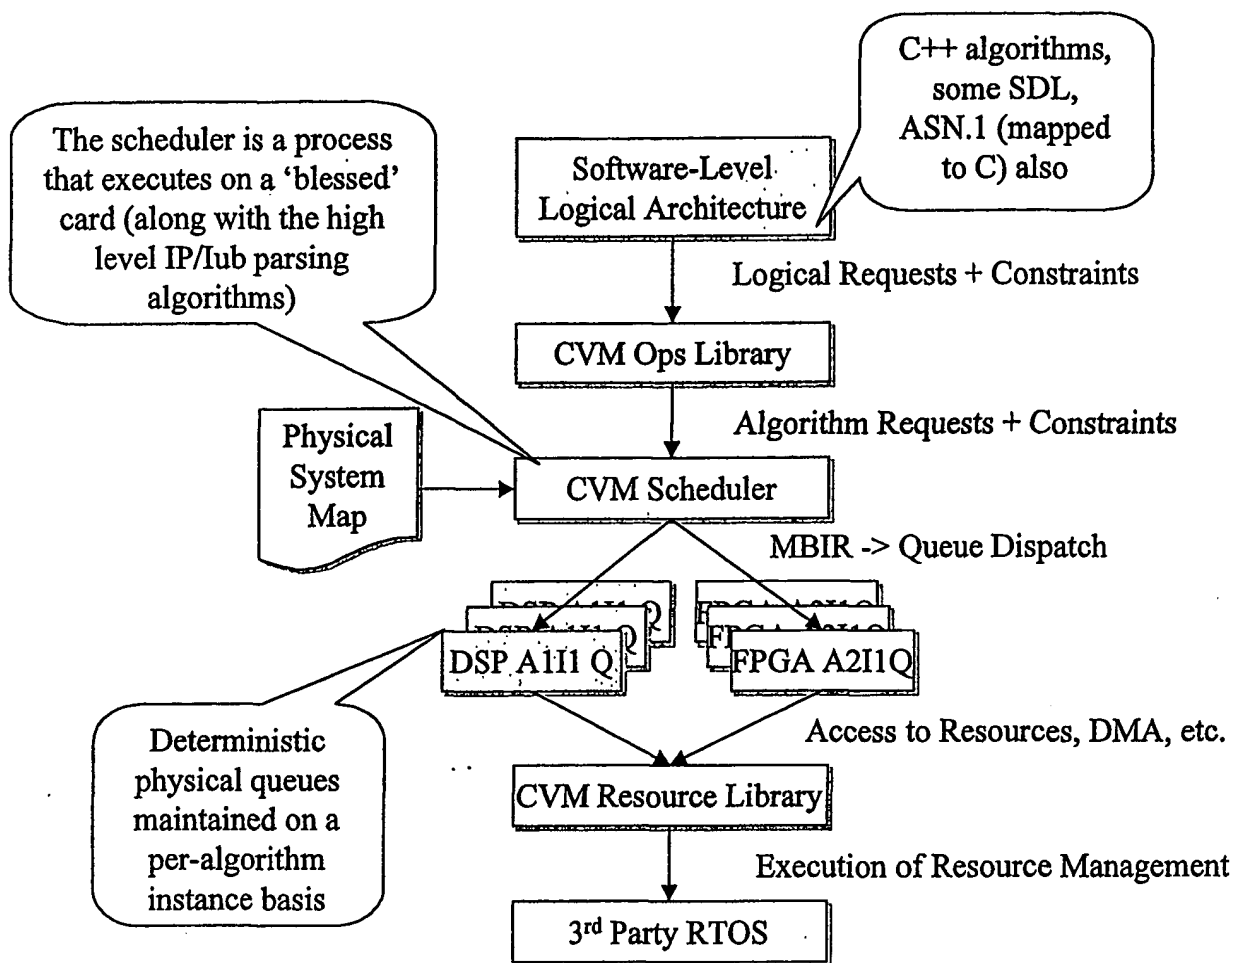 C++ algorithms,
some SDL,
ASN.1 (mapped
to C) also
The scheduler is a process
that executes on a ‘blessed’
card (along with the high
level IP/Iub parsing
algorithms)
Software-Level
Logical Architecture
Logical Requests + Constraints
CVM Ops Library
Algorithm Requests + Constraints
Physical
System
Map
CVM Scheduler
MBIR -> Queue Dispatch
DSP A1I1 Q
FPGA A2I1Q
Access to Resources, DMA, etc.
Deterministic
physical queues
maintained on a
per-algorithm
instance basis
CVM Resource Library
Execution of Resource Management
3rd Party RTOS